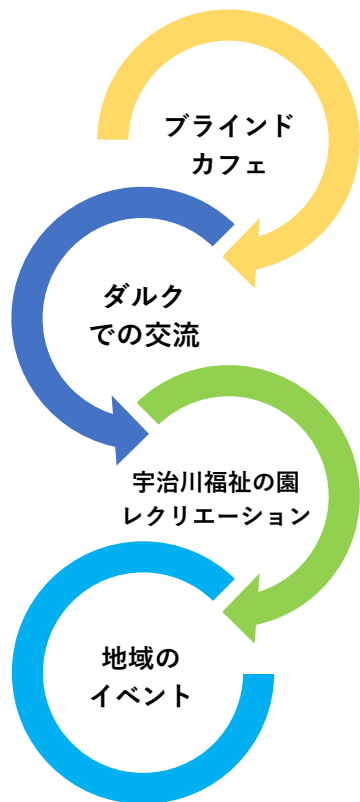 ブラインド
カフェ
ダルク
での交流
宇治川福祉の園
レクリエーション
地域の
イベント